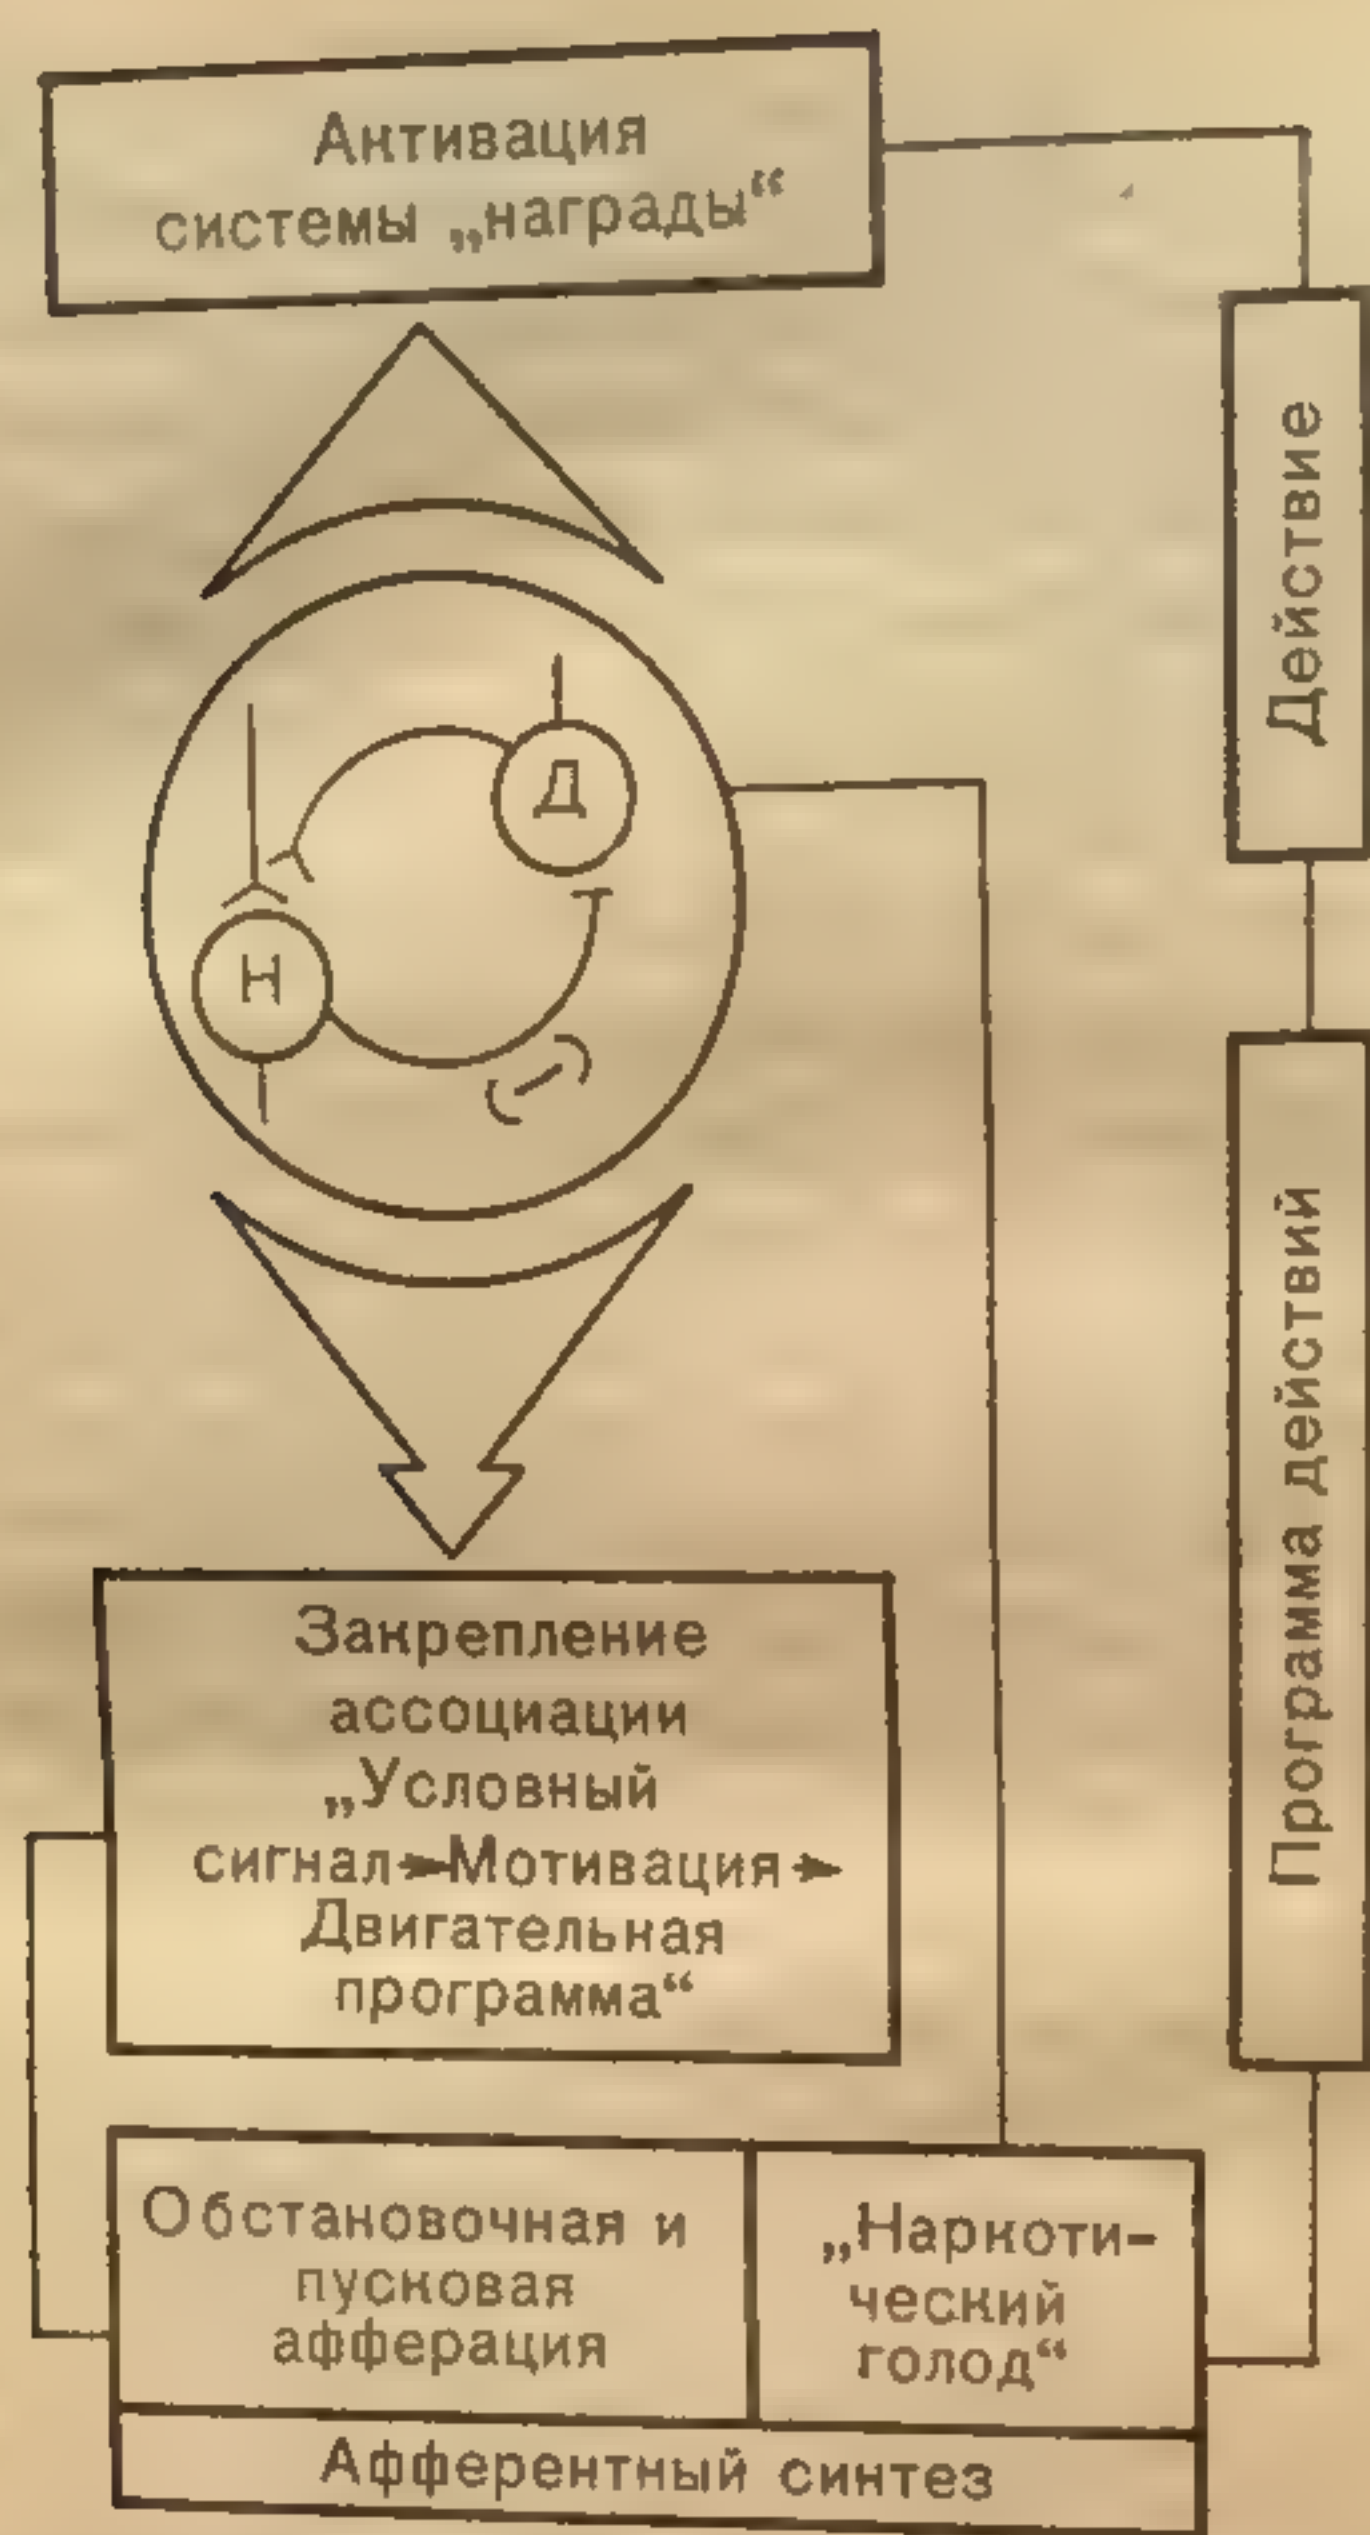 Активация
системы „награды“
Действие
Д
Н
Программа действий
Закрепление
ассоциации
„Условный
сигнал➤Мотивация➤
Двигательная
программа“
Обстановочная и
пусковая
афферация
„Наркоти-
ческий
голод“
Афферентный синтез